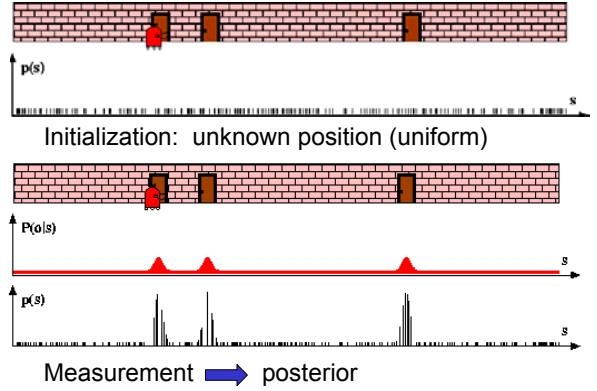 p(s)
s
Initialization: unknown position (uniform)
P(o|s)
s
p(s)
s
Measurement posterior